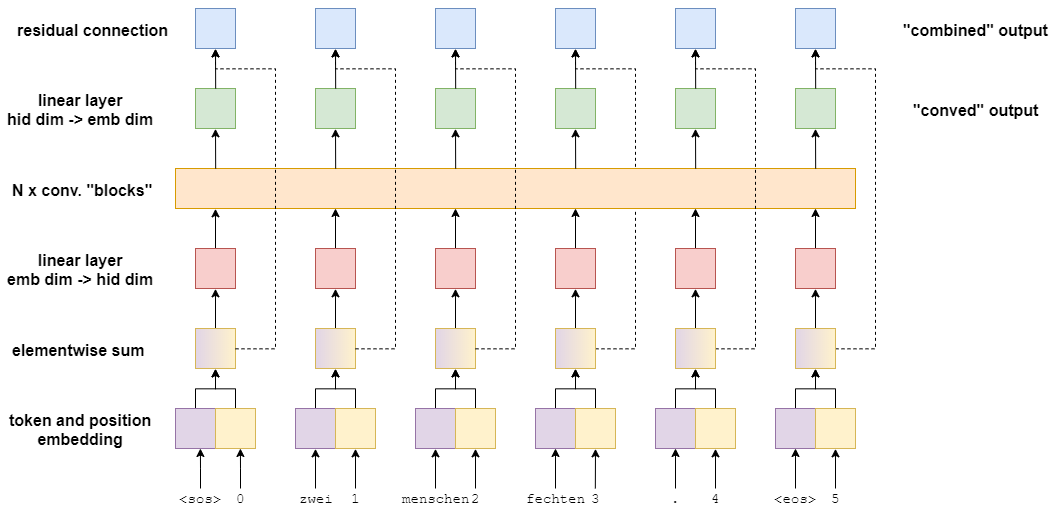 residual connection
"combined" output
linear layer
hid dim -> emb dim
"conved" output
N x conv. "blocks"
linear layer
emb dim -> hid dim
elementwise sum
token and position
embedding
<sos> 0 zwei 1 menschen 2 fechten 3 . 4 <eos> 5